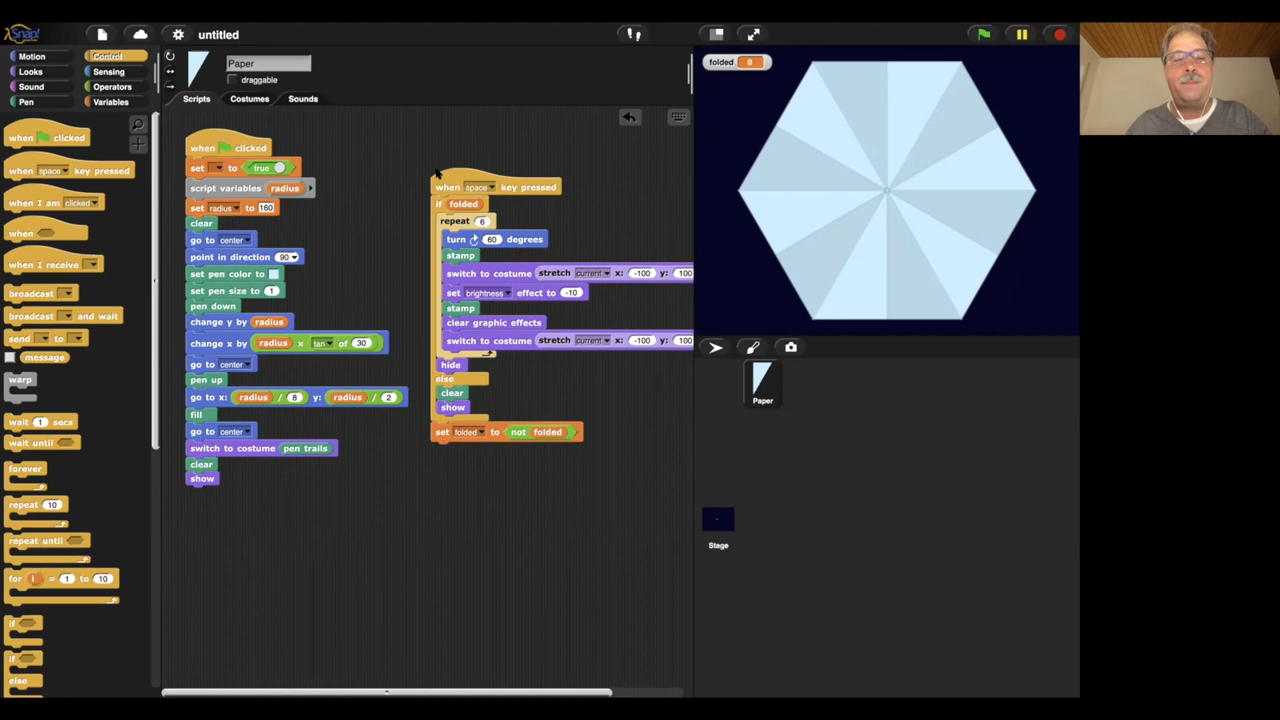 Snap!
untitled
Motion
Control
Looks
Sensing
Sound
Operators
Pen
Variables
when clicked
when space key pressed
when I am clicked
when
when I receive
broadcast
broadcast and wait
send to
message
warp
wait 1 secs
wait until
forever
repeat 10
repeat until
for i = 1 to 10
if
if
else
Paper
draggable
Scripts
Costumes
Sounds
when clicked
set to true
script variables radius
set radius to 160
clear
go to center
point in direction 90
set pen color to
set pen size to 1
pen down
change y by radius
change x by radius × tan of 30
go to center
pen up
go to x: radius / 8 y: radius / 2
fill
go to center
switch to costume pen trails
clear
show
when space key pressed
if folded
repeat 6
turn 60 degrees
stamp
switch to costume stretch current x: -100 y: 100
set brightness effect to -10
stamp
clear graphic effects
switch to costume stretch current x: -100 y: 100
hide
else
clear
show
set folded to not folded
folded 0
Paper
Stage